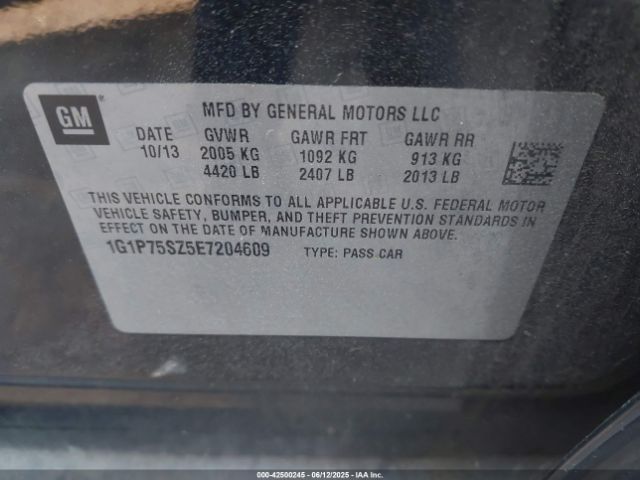 GM
MFD BY GENERAL MOTORS LLC
DATE GVWR GAWR FRT GAWR RR
10/13 2005 KG 1092 KG 913 KG
4420 LB 2407 LB 2013 LB
THIS VEHICLE CONFORMS TO ALL APPLICABLE U.S. FEDERAL MOTOR
VEHICLE SAFETY, BUMPER, AND THEFT PREVENTION STANDARDS IN
EFFECT ON THE DATE OF MANUFACTURE SHOWN ABOVE.
1G1P75SZ5E7204609 TYPE: PASS CAR
000-42500245 - 06/12/2025 - IAA Inc.